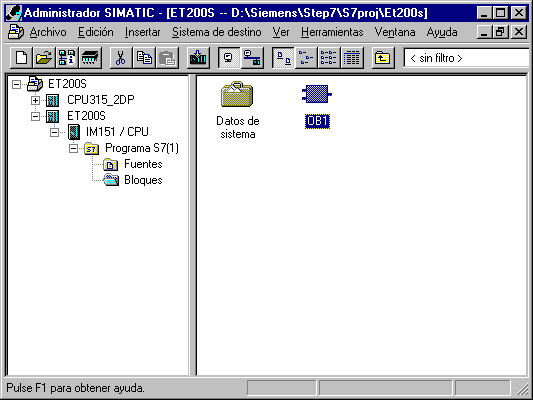 Administrador SIMATIC - [ET200S -- D:\Siemens\Step7\S7proj\Et200s]
Archivo Edición Insertar Sistema de destino Ver Herramientas Ventana Ayuda
< sin filtro >
ET200S
CPU315_2DP
ET200S
IM151 / CPU
Programa S7(1)
Fuentes
Bloques
Datos de
sistema
OB1
Pulse F1 para obtener ayuda.